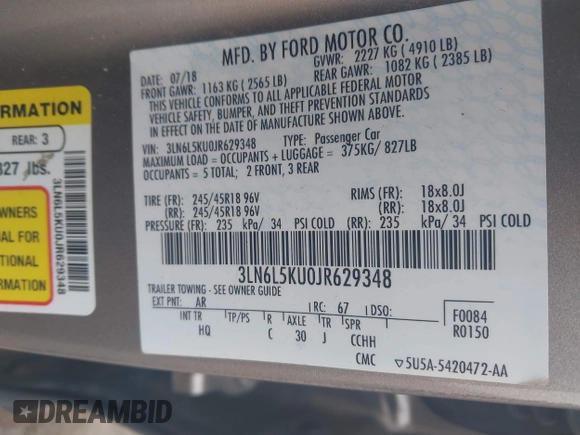 MFD. BY FORD MOTOR CO.
DATE: 07/18
GVWR: 2227 KG ( 4910 LB)
FRONT GAWR: 1163 KG (2565 LB)
REAR GAWR: 1082 KG ( 2385 LB)
THIS VEHICLE CONFORMS TO ALL APPLICABLE FEDERAL MOTOR
VEHICLE SAFETY, BUMPER, AND THEFT PREVENTION STANDARDS
IN EFFECT ON THE DATE OF MANUFACTURE SHOWN ABOVE.
VIN: 3LN6L5KU0JR629348
TYPE: Passenger Car
MAXIMUM LOAD = OCCUPANTS + LUGGAGE = 375KG/ 827LB
OCCUPANTS = 5 TOTAL; 2 FRONT, 3 REAR
TIRE (FR): 245/45R18 96V
RIMS (FR): 18x8.0J
(RR): 245/45R18 96V
(RR): 18x8.0J
PRESSURE (FR): 235 kPa/ 34 PSI COLD (RR): 235 kPa/ 34 PSI COLD
3LN6L5KU0JR629348
TRAILER TOWING - SEE OWNER GUIDE
EXT PNT: AR
RC: 67
DSO:
F0084
R0150
INT TR
TP/PS
R
AXLE
TR
SPR
HQ
C
30
J
CCHH
CMC
5U5A-5420472-AA
RMATION
REAR: 3
827 lbs.
OWNERS
UAL FOR
ITIONAL
RMATION
3LN6L5KU0JR629348
DREAMBID